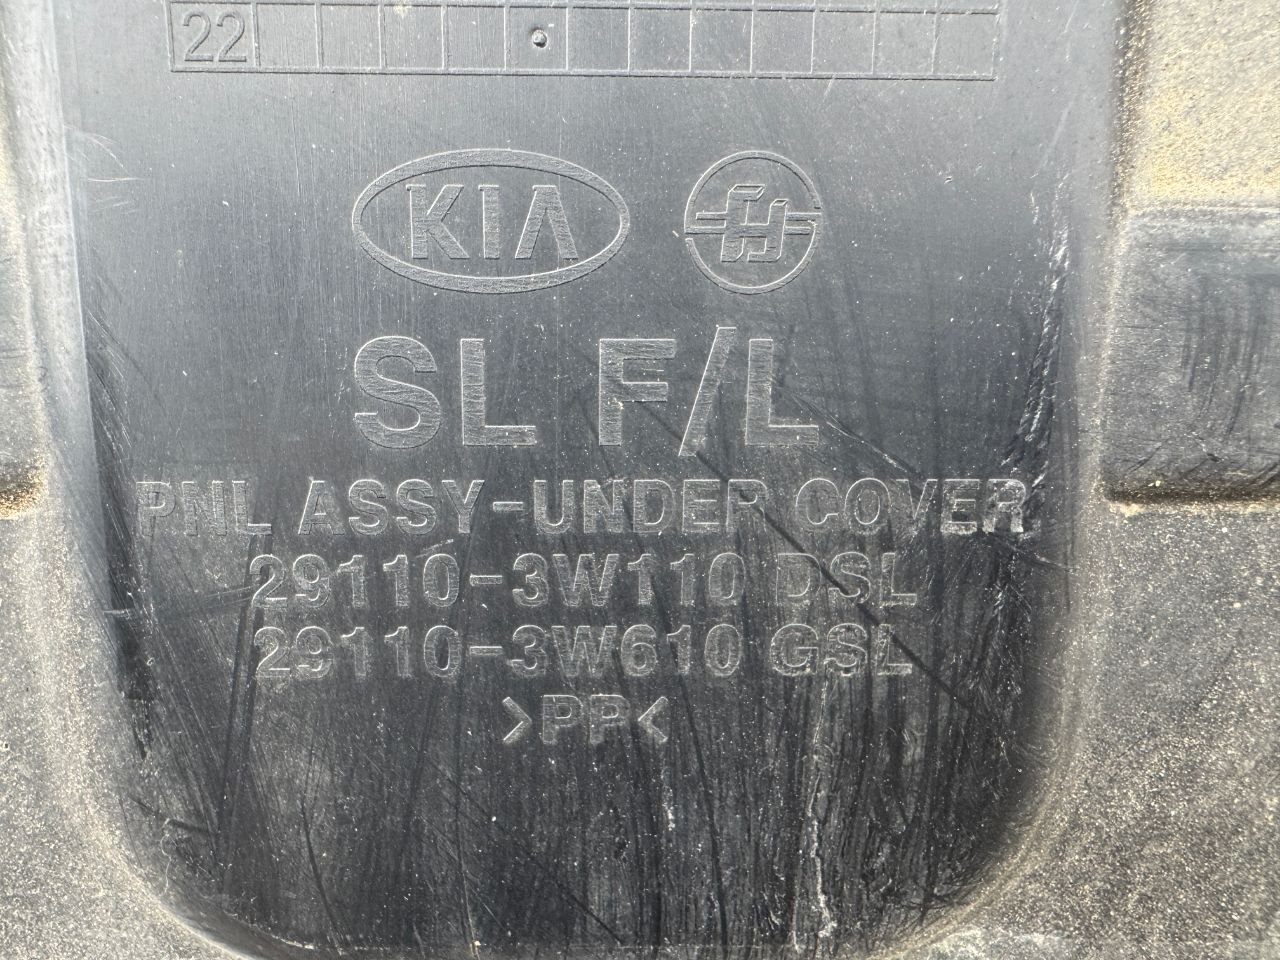 22
KIA
SL F/L
PNL ASSY-UNDER COVER
29110-3W110 DSL
29110-3W610 GSL
>PP<